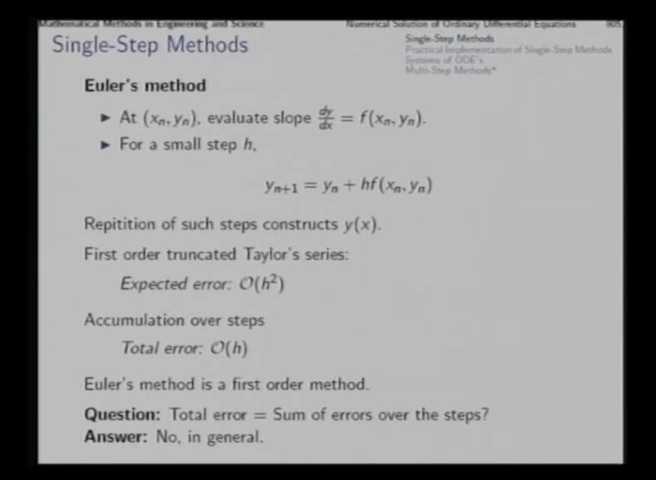 Mathematical Methods in Engineering and Science
Numerical Solution of Ordinary Differential Equations
805
Single-Step Methods
Single-Step Methods
Practical Implementation of Single-Step Methods
Systems of ODE's
Multi-Step Methods*
Euler's method
► At (xₙ, yₙ), evaluate slope dy/dx = f(xₙ, yₙ).
► For a small step h,
yₙ₊₁ = yₙ + hf(xₙ, yₙ)
Repitition of such steps constructs y(x).
First order truncated Taylor's series:
Expected error: O(h²)
Accumulation over steps
Total error: O(h)
Euler's method is a first order method.
Question: Total error = Sum of errors over the steps?
Answer: No, in general.